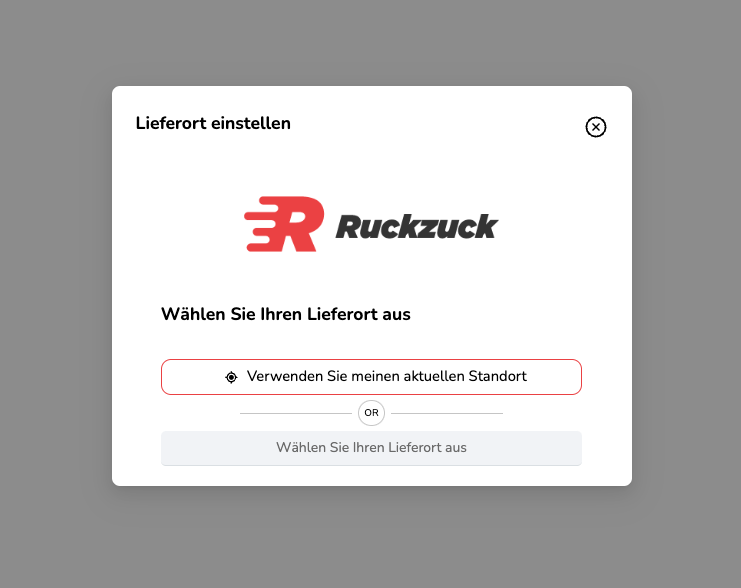 Lieferort einstellen
Ruckzuck
Wählen Sie Ihren Lieferort aus
Verwenden Sie meinen aktuellen Standort
OR
Wählen Sie Ihren Lieferort aus